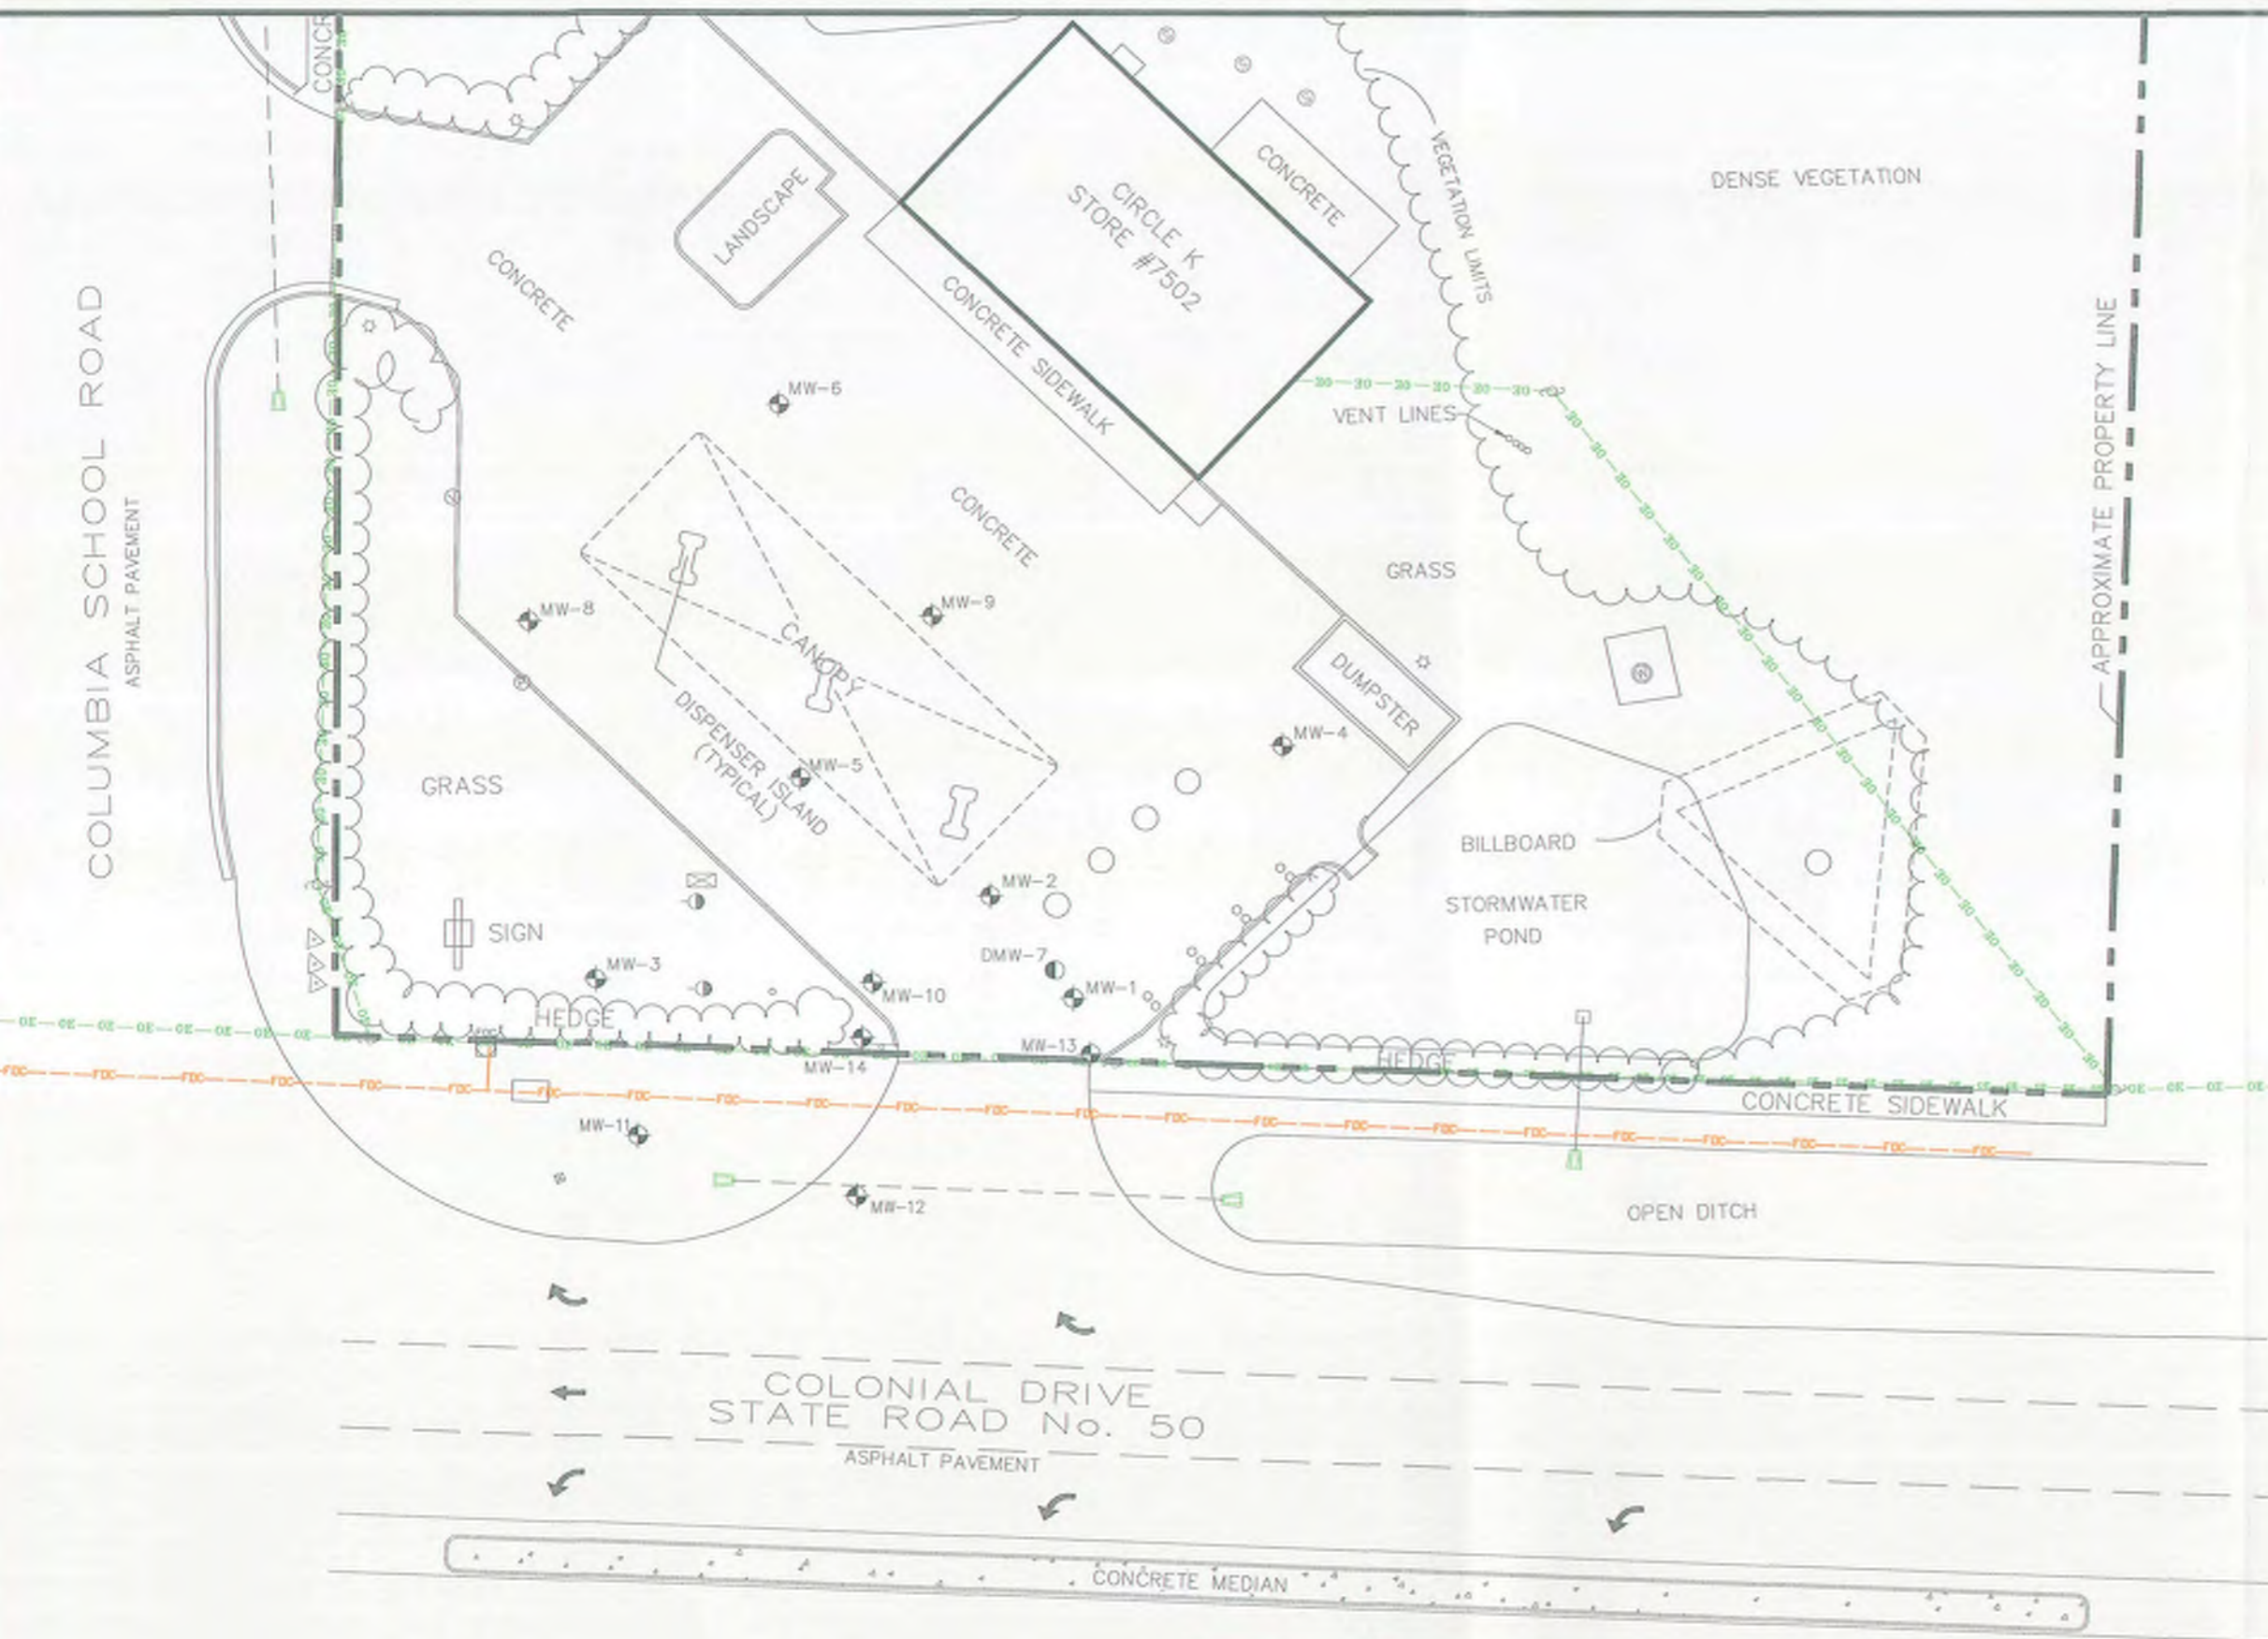 CONCR
DENSE VEGETATION
VEGETATION LIMITS
CONCRETE
CIRCLE K
STORE #7502
LANDSCAPE
CONCRETE
CONCRETE SIDEWALK
COLUMBIA SCHOOL ROAD
ASPHALT PAVEMENT
APPROXIMATE PROPERTY LINE
MW-6
VENT LINES
CONCRETE
GRASS
MW-8
MW-9
CANOPY
DUMPSTER
MW-4
DISPENSER ISLAND
(TYPICAL)
MW-5
GRASS
BILLBOARD
STORMWATER
POND
MW-2
SIGN
DMW-7
MW-3
MW-10
MW-1
HEDGE
MW-13
MW-14
HEDGE
CONCRETE SIDEWALK
FOC
MW-11
MW-12
OPEN DITCH
COLONIAL DRIVE
STATE ROAD No. 50
ASPHALT PAVEMENT
CONCRETE MEDIAN